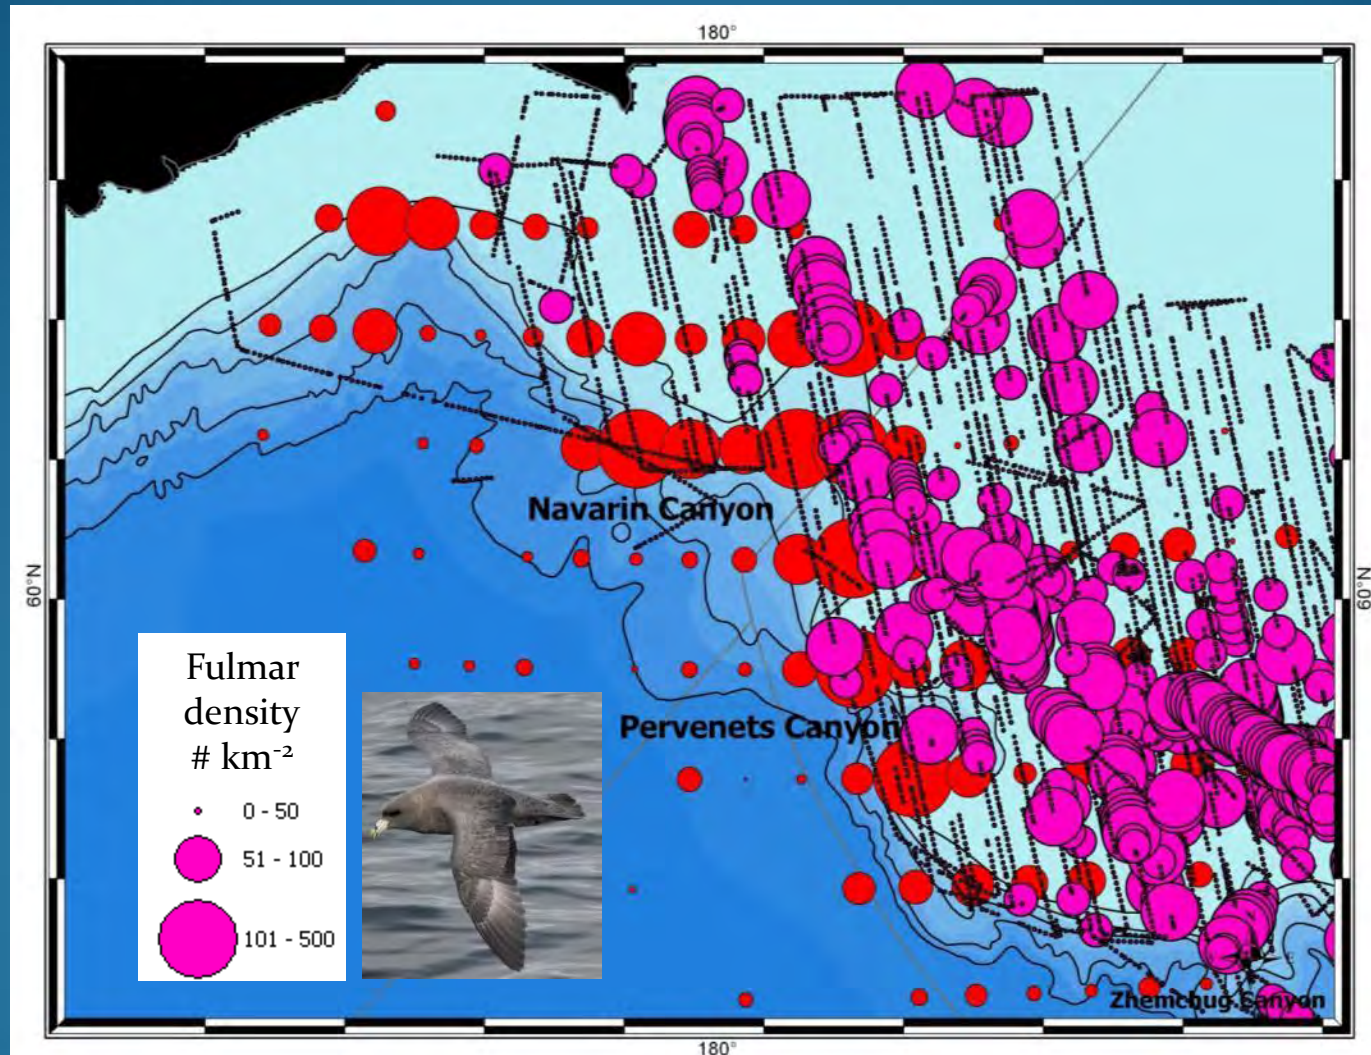 180°
60°N
60°N
Navarin Canyon
Pervenets Canyon
Zhemchug Canyon
Fulmar
density
# km⁻²
0 - 50
51 - 100
101 - 500
180°